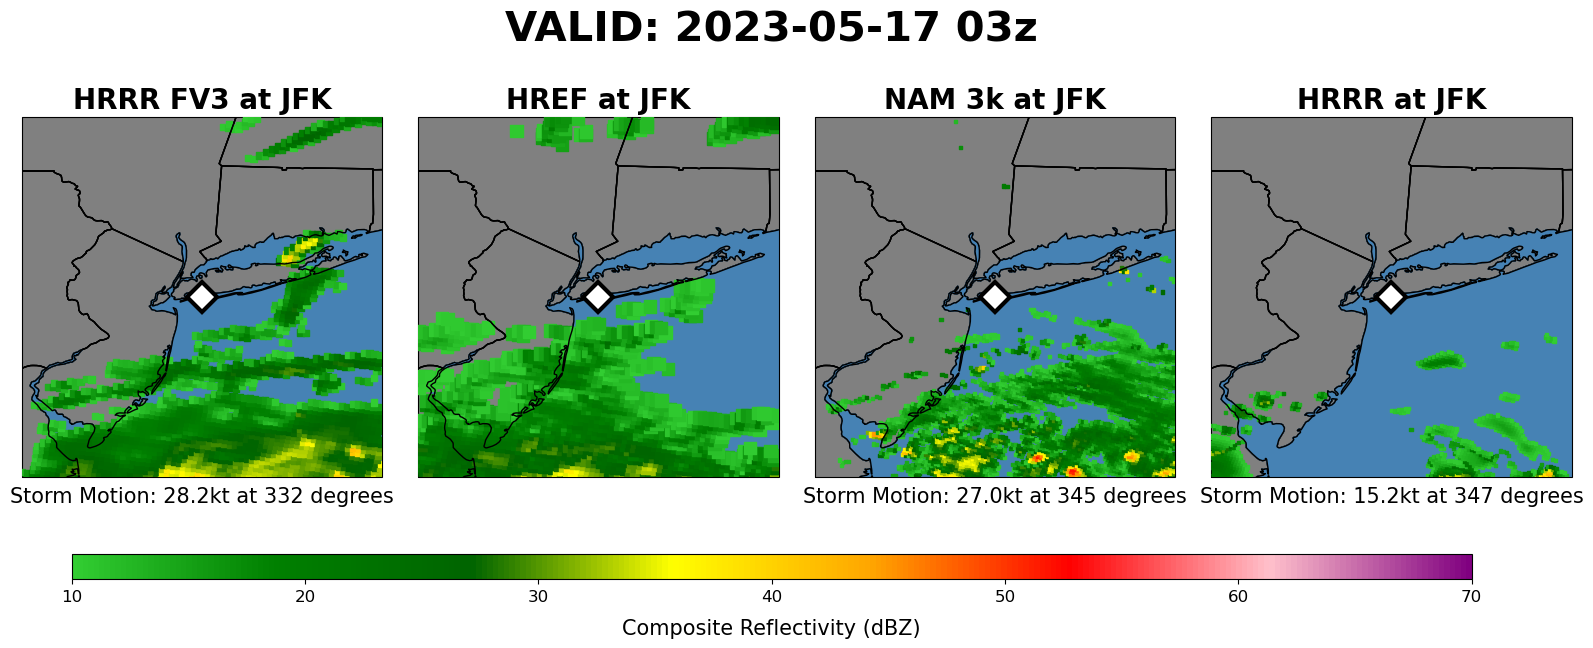 VALID: 2023-05-17 03z
HRRR FV3 at JFK
HREF at JFK
NAM 3k at JFK
HRRR at JFK
Storm Motion: 28.2kt at 332 degrees
Storm Motion: 27.0kt at 345 degrees
Storm Motion: 15.2kt at 347 degrees
10 20 30 40 50 60 70
Composite Reflectivity (dBZ)